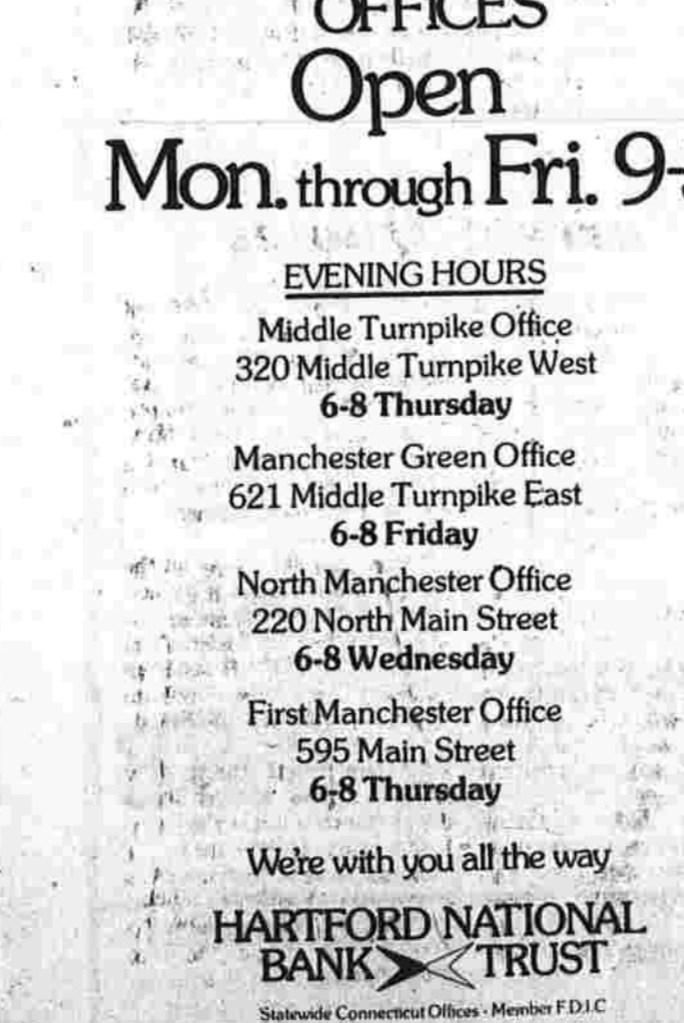 OFFICES
Open
Mon. through Fri. 9-
EVENING HOURS
Middle Turnpike Office
320 Middle Turnpike West
6-8 Thursday
Manchester Green Office
621 Middle Turnpike East
6-8 Friday
North Manchester Office
220 North Main Street
6-8 Wednesday
First Manchester Office
595 Main Street
6-8 Thursday
We're with you all the way
HARTFORD NATIONAL
BANK TRUST
Statewide Connecticut Offices - Member F.D.I.C